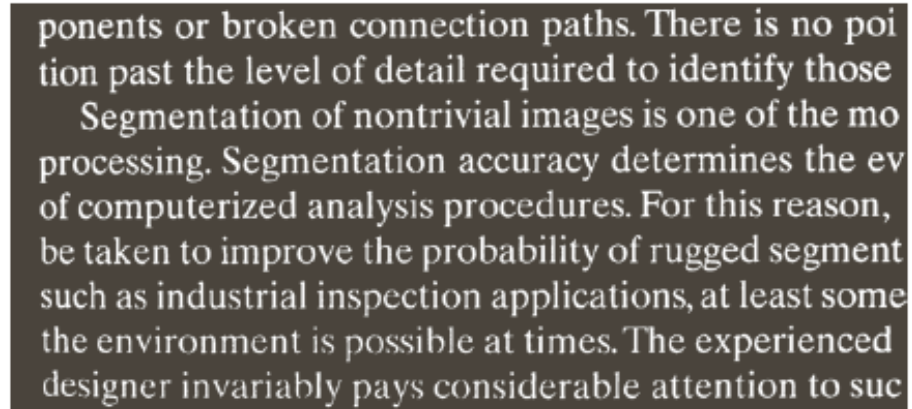 ponents or broken connection paths. There is no poi
tion past the level of detail required to identify those
Segmentation of nontrivial images is one of the mo
processing. Segmentation accuracy determines the ev
of computerized analysis procedures. For this reason,
be taken to improve the probability of rugged segment
such as industrial inspection applications, at least some
the environment is possible at times. The experienced
designer invariably pays considerable attention to suc